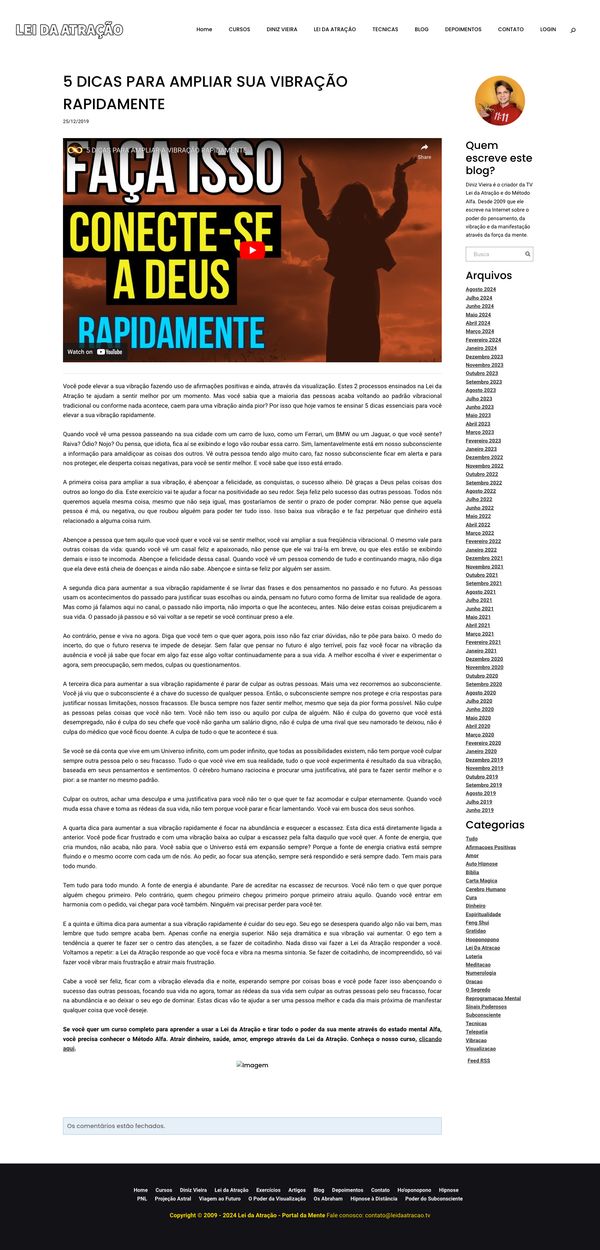 LEI DA ATRAÇÃO
Home CURSOS DINIZ VIEIRA LEI DA ATRAÇÃO TECNICAS BLOG DEPOIMENTOS CONTATO LOGIN
5 DICAS PARA AMPLIAR SUA VIBRAÇÃO
RAPIDAMENTE
25/12/2019
5 DICAS PARA AMPLIAR A VIBRAÇÃO RAPIDAMENTE
Share
FAÇA ISSO
CONECTE-SE
A DEUS
RAPIDAMENTE
Watch on YouTube
Você pode elevar a sua vibração fazendo uso de afirmações positivas e ainda, através da visualização. Estes 2 processos ensinados na Lei da
Atração te ajudam a sentir melhor por um momento. Mas você sabia que a maioria das pessoas acaba voltando ao padrão vibracional
tradicional ou conforme nada acontece, caem para uma vibração ainda pior? Por isso que hoje vamos te ensinar 5 dicas essenciais para você
elevar a sua vibração rapidamente.
Quando você vê uma pessoa passeando na sua cidade com um carro de luxo, como um Ferrari, um BMW ou um Jaguar, o que você sente?
Raiva? Ódio? Nojo? Ou pensa, que idiota, fica aí se exibindo e logo vão roubar essa carro. Sim, lamentavelmente está em nosso subconsciente
a informação para amaldiçoar as coisas dos outros. Vê outra pessoa tendo algo muito caro, faz nosso subconsciente ficar em alerta e para
nos proteger, ele desperta coisas negativas, para você se sentir melhor. E você sabe que isso está errado.
A primeira coisa para ampliar a sua vibração, é abençoar a felicidade, as conquistas, o sucesso alheio. Dê graças a Deus pelas coisas dos
outros ao longo do dia. Este exercício vai te ajudar a focar na positividade ao seu redor. Seja feliz pelo sucesso das outras pessoas. Todos nós
queremos aquela mesma coisa, mesmo que não seja igual, mas gostaríamos de sentir o prazo de poder comprar. Não pense que aquela
pessoa é má, ou negativa, ou que roubou alguém para poder ter tudo isso. Isso baixa sua vibração e te faz perpetuar que dinheiro está
relacionado a alguma coisa ruim.
Abençoe a pessoa que tem aquilo que você quer e você vai se sentir melhor, você vai ampliar a sua freqüência vibracional. O mesmo vale para
outras coisas da vida: quando você vê um casal feliz e apaixonado, não pense que ele vai traí-la em breve, ou que eles estão se exibindo
demais e isso te incomoda. Abençoe a felicidade dessa casal. Quando você vê um pessoa comendo de tudo e continuando magra, não diga
que ela deve está cheia de doenças e ainda não sabe. Abençoe e sinta-se feliz por alguém ser assim.
A segunda dica para aumentar a sua vibração rapidamente é se livrar das frases e dos pensamentos no passado e no futuro. As pessoas
usam os acontecimentos do passado para justificar suas escolhas ou ainda, pensam no futuro como forma de limitar sua realidade de agora.
Mas como já falamos aqui no canal, o passado não importa, não importa o que lhe aconteceu, antes. Não deixe estas coisas prejudicarem a
sua vida. O passado já passou e só vai voltar a se repetir se você continuar preso a ele.
Ao contrário, pense e viva no agora. Diga que você tem o que quer agora, pois isso não faz criar dúvidas, não te põe para baixo. O medo do
incerto, do que o futuro reserva te impede de desejar. Sem falar que pensar no futuro é algo terrível, pois faz você focar na vibração da
ausência e você já sabe que focar em algo faz esse algo voltar continuadamente para a sua vida. A melhor escolha é viver e experimentar o
agora, sem preocupação, sem medos, culpas ou questionamentos.
A terceira dica para aumentar a sua vibração rapidamente é parar de culpar as outras pessoas. Mais uma vez recorremos ao subconsciente.
Você já viu que o subconsciente é a chave do sucesso de qualquer pessoa. Então, o subconsciente sempre nos protege e cria respostas para
justificar nossas limitações, nossos fracassos. Ele busca sempre nos fazer sentir melhor, mesmo que seja da pior forma possível. Não culpe
as pessoas pelas coisas que você não tem. Você não tem isso ou aquilo por culpa de alguém. Não é culpa do governo que você está
desempregado, não é culpa do seu chefe que você não ganha um salário digno, não é culpa de uma rival que seu namorado te deixou, não é
culpa do médico que você ficou doente. A culpa de tudo o que te acontece é sua.
Se você se dá conta que vive em um Universo infinito, com um poder infinito, que todas as possibilidades existem, não tem porque você culpar
sempre outra pessoa pelo o seu fracasso. Tudo o que você vive em sua realidade, tudo o que você experimenta é resultado da sua vibração,
baseada em seus pensamentos e sentimentos. O cérebro humano raciocina e procurar uma justificativa, até para te fazer sentir melhor e o
pior: a se manter no mesmo padrão.
Culpar os outros, achar uma desculpa e uma justificativa para você não ter o que quer te faz acomodar e culpar eternamente. Quando você
muda essa chave e toma as rédeas da sua vida, não tem porque você parar e ficar lamentando. Você vai em busca dos seus sonhos.
A quarta dica para aumentar a sua vibração rapidamente é focar na abundância e esquecer a escassez. Esta dica está diretamente ligada a
anterior. Você pode ficar frustrado e com uma vibração baixa ao culpar a escassez pela falta daquilo que você quer. A fonte de energia, que
cria mundos, não acaba, não para. Você sabia que o Universo está em expansão sempre? Porque a fonte de energia criativa está sempre
fluindo e o mesmo ocorre com cada um de nós. Ao pedir, ao focar sua atenção, sempre será respondido e será sempre dado. Tem mais para
todo mundo.
Tem tudo para todo mundo. A fonte de energia é abundante. Pare de acreditar na escassez de recursos. Você não tem o que quer porque
alguém chegou primeiro. Pelo contrário, quem chegou primeiro chegou primeiro porque primeiro atraiu aquilo. Quando você entrar em
harmonia com o pedido, vai chegar para você também. Ninguém vai precisar perder para você ter.
E a quinta e última dica para aumentar a sua vibração rapidamente é cuidar do seu ego. Seu ego se desespera quando algo não vai bem, mas
lembre que tudo sempre acaba bem. Apenas confie na energia superior. Não seja dramática e sua vibração vai aumentar. O ego tem a
tendência a querer te fazer ser o centro das atenções, a se fazer de coitadinho. Nada disso vai fazer a Lei da Atração responder a você.
Voltamos a repetir: a Lei da Atração responde ao que você foca e vibra na mesma sintonia. Se fazer de coitadinho, de incompreendido, só vai
fazer você vibrar mais frustração e atrair mais frustração.
Cabe a você ser feliz, ficar com a vibração elevada dia e noite, esperando sempre por coisas boas e você pode fazer isso abençoando o
sucesso das outras pessoas, focando sua vida no agora, tomar as rédeas da sua vida sem culpar as outras pessoas pelo seu fracasso, focar
na abundância e ao deixar o seu ego de dominar. Estas dicas vão te ajudar a ser uma pessoa melhor e cada dia mais próxima de manifestar
qualquer coisa que você deseje.
Se você quer um curso completo para aprender a usar a Lei da Atração e tirar todo o poder da sua mente através do estado mental Alfa,
você precisa conhecer o Método Alfa. Atrair dinheiro, saúde, amor, emprego através da Lei da Atração. Conheça o nosso curso, clicando
aqui.
Imagem
Os comentários estão fechados.
11:11
Quem
escreve este
blog?
Diniz Vieira é o criador da TV
Lei da Atração e do Método
Alfa. Desde 2009 que ele
escreve na Internet sobre o
poder do pensamento, da
vibração e da manifestação
através da força da mente.
Busca
Arquivos
Agosto 2024
Julho 2024
Junho 2024
Maio 2024
Abril 2024
Março 2024
Fevereiro 2024
Janeiro 2024
Dezembro 2023
Novembro 2023
Outubro 2023
Setembro 2023
Agosto 2023
Julho 2023
Junho 2023
Maio 2023
Abril 2023
Março 2023
Fevereiro 2023
Janeiro 2023
Dezembro 2022
Novembro 2022
Outubro 2022
Setembro 2022
Agosto 2022
Julho 2022
Junho 2022
Maio 2022
Abril 2022
Março 2022
Fevereiro 2022
Janeiro 2022
Dezembro 2021
Novembro 2021
Outubro 2021
Setembro 2021
Agosto 2021
Julho 2021
Junho 2021
Maio 2021
Abril 2021
Março 2021
Fevereiro 2021
Janeiro 2021
Dezembro 2020
Novembro 2020
Outubro 2020
Setembro 2020
Agosto 2020
Julho 2020
Junho 2020
Maio 2020
Abril 2020
Março 2020
Fevereiro 2020
Janeiro 2020
Dezembro 2019
Novembro 2019
Outubro 2019
Setembro 2019
Agosto 2019
Julho 2019
Junho 2019
Categorias
Tudo
Afirmacoes Positivas
Amor
Auto Hipnose
Biblia
Carta Magica
Cerebro Humano
Cura
Dinheiro
Espiritualidade
Feng Shui
Gratidao
Hooponopono
Lei Da Atracao
Loteria
Meditacao
Numerologia
Oracao
O Segredo
Reprogramacao Mental
Sinais Poderosos
Subconsciente
Tecnicas
Telepatia
Vibracao
Visualizacao
Feed RSS
Home Cursos Diniz Vieira Lei da Atração Exercícios Artigos Blog Depoimentos Contato Ho'oponopono Hipnose
PNL Projeção Astral Viagem ao Futuro O Poder da Visualização Os Abraham Hipnose à Distância Poder do Subconsciente
Copyright © 2009 - 2024 Lei da Atração - Portal da Mente Fale conosco: contato@leidaatracao.tv